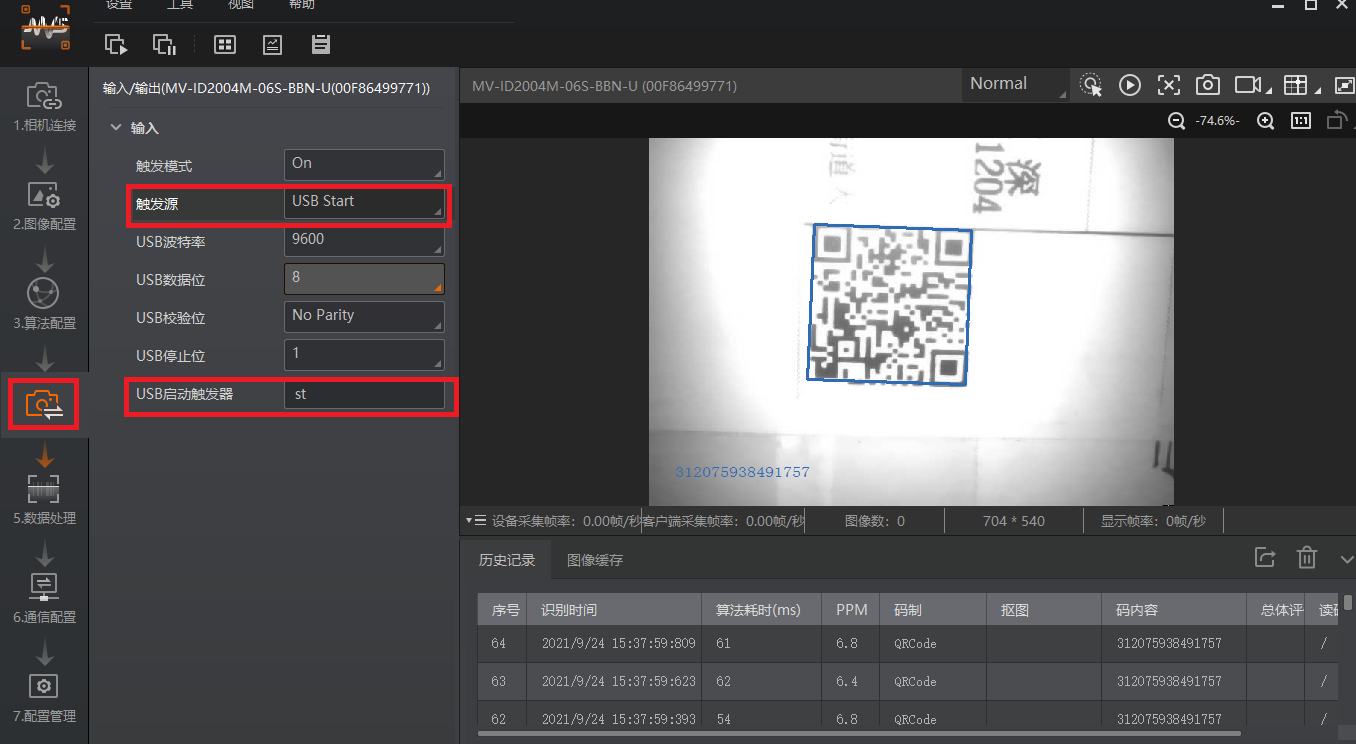 设置 工具 视图 帮助
输入/输出(MV-ID2004M-06S-BBN-U(00F86499771))
输入
触发模式 On
触发源 USB Start
USB波特率 9600
USB数据位 8
USB校验位 No Parity
USB停止位 1
USB启动触发器 st
1.相机连接
2.图像配置
3.算法配置
5.数据处理
6.通信配置
7.配置管理
MV-ID2004M-06S-BBN-U (00F86499771) Normal
-74.6%- 1:1
街道
深
1204
312075938491757
设备采集帧率: 0.00帧/秒 客户端采集帧率: 0.00帧/秒 图像数: 0 704 * 540 显示帧率: 0帧/秒
历史记录 图像缓存
序号 识别时间 算法耗时(ms) PPM 码制 抠图 码内容 总体评 读码
64 2021/9/24 15:37:59:809 61 6.8 QRCode 312075938491757 /
63 2021/9/24 15:37:59:623 62 6.4 QRCode 312075938491757 /
62 2021/9/24 15:37:59:393 54 6.8 QRCode 312075938491757 /